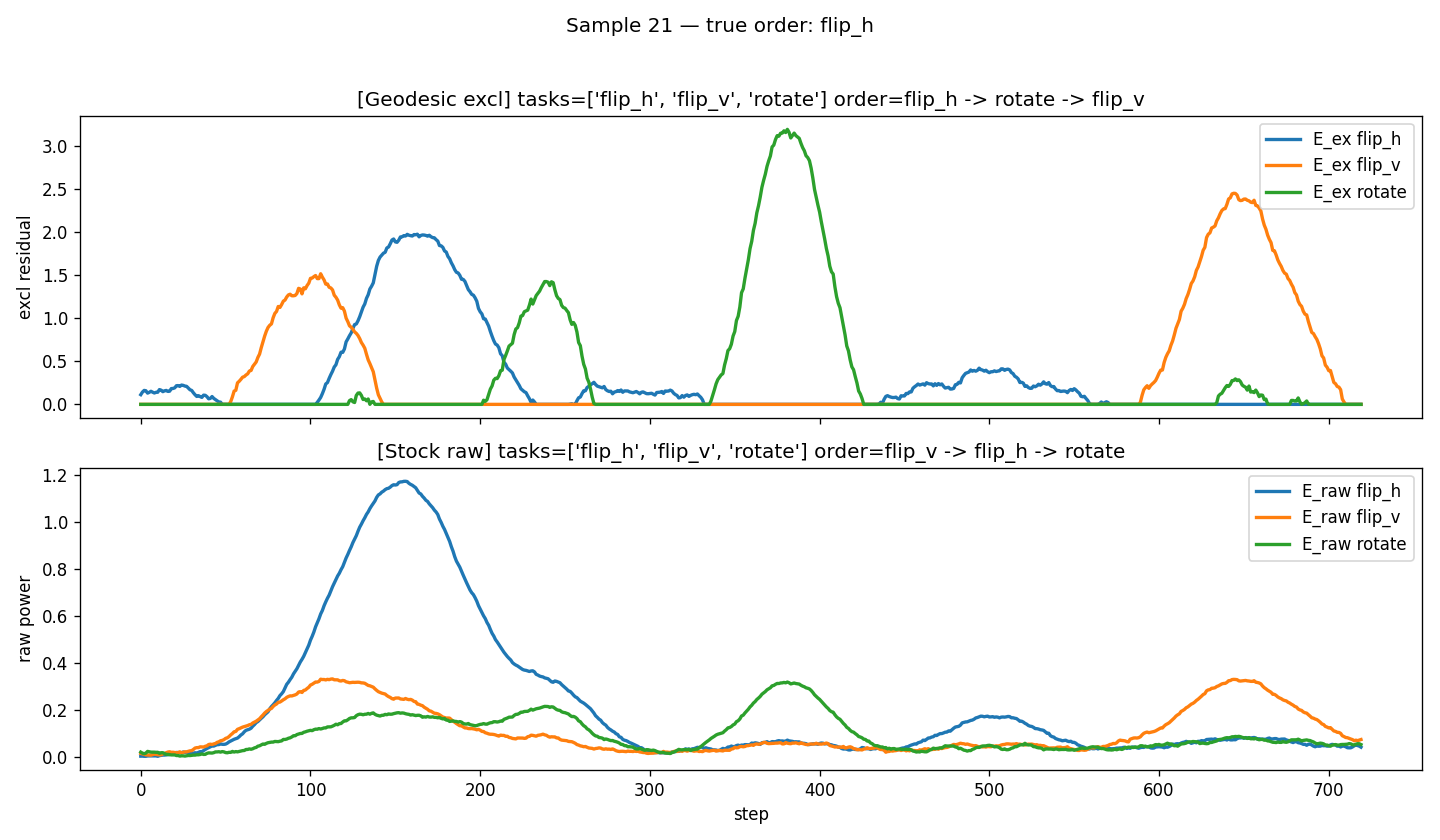 Sample 21 — true order: flip_h
[Geodesic excl] tasks=['flip_h', 'flip_v', 'rotate'] order=flip_h -> rotate -> flip_v
excl residual
3.0
2.5
2.0
1.5
1.0
0.5
0.0
E_ex flip_h
E_ex flip_v
E_ex rotate
[Stock raw] tasks=['flip_h', 'flip_v', 'rotate'] order=flip_v -> flip_h -> rotate
raw power
1.2
1.0
0.8
0.6
0.4
0.2
0.0
E_raw flip_h
E_raw flip_v
E_raw rotate
0 100 200 300 400 500 600 700
step